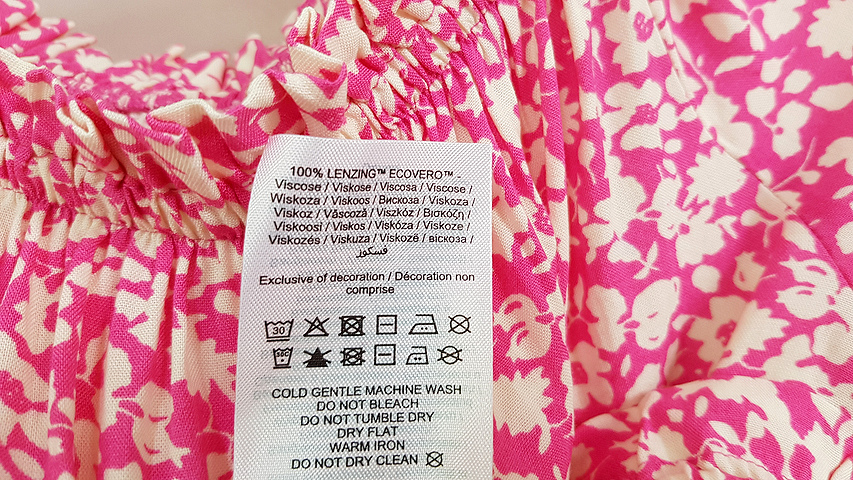 100% LENZING™ ECOVERO™ -
Viscose / Viskose / Viscosa / Viscose /
Wiskoza / Viskoos / Вискоза / Viskoza /
Viskoz / Vâscoză / Viszkóz / Βισκόζη /
Viskoosi / Viskos / Viskóza / Viskoze /
Viskozės / Viskuza / Viskozë / віскоза /
فسكوز
Exclusive of decoration / Décoration non
comprise
30
COLD GENTLE MACHINE WASH
DO NOT BLEACH
DO NOT TUMBLE DRY
DRY FLAT
WARM IRON
DO NOT DRY CLEAN